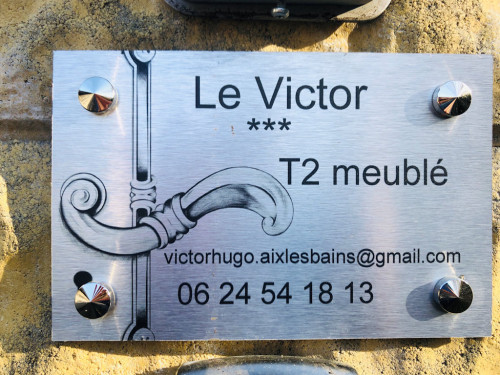 Le Victor
***
T2 meublé
victorhugo.aixlesbains@gmail.com
06 24 54 18 13